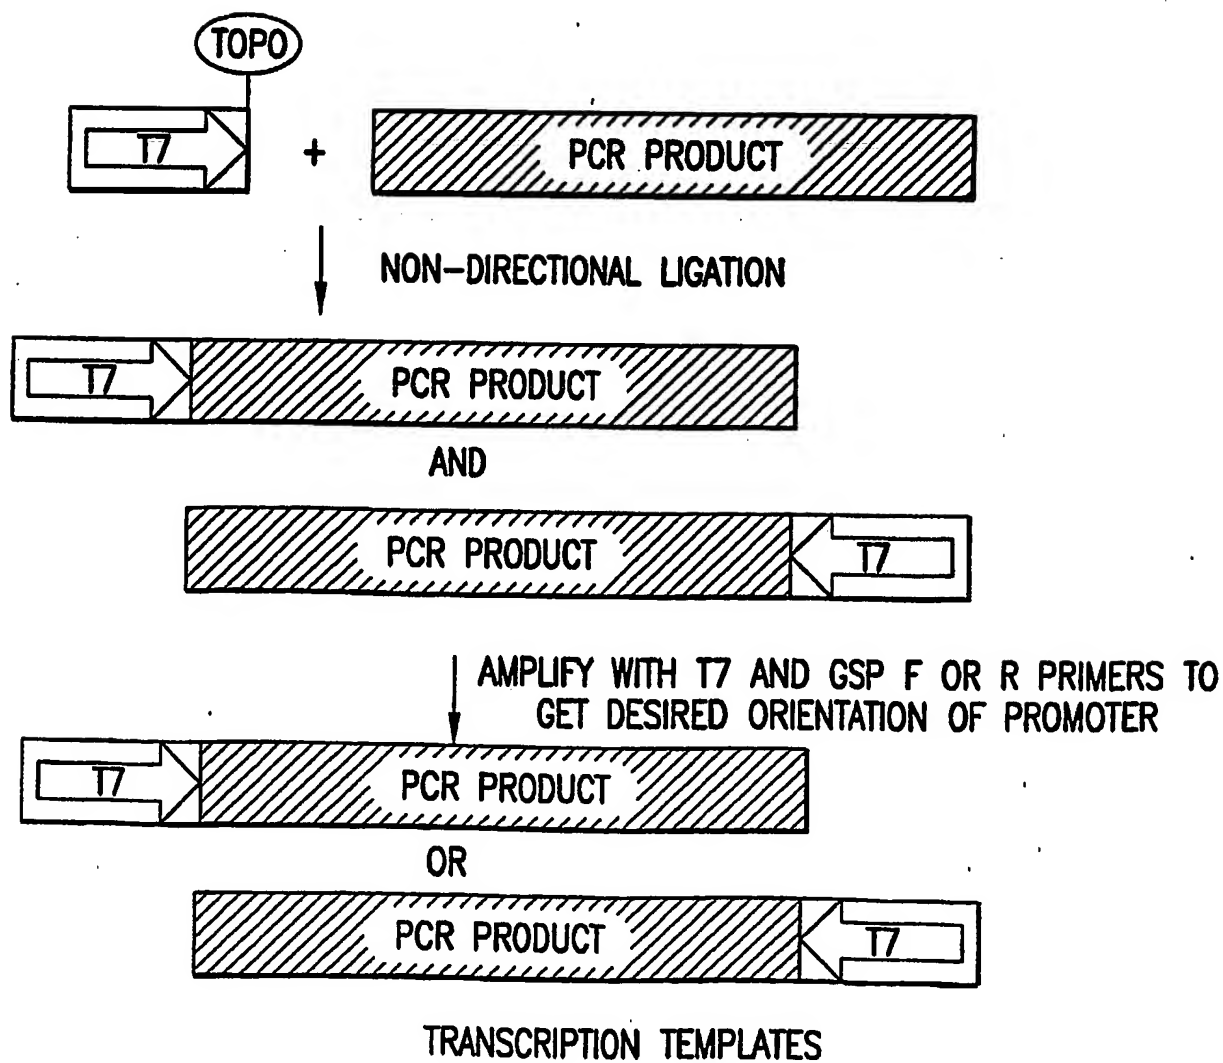 TOPO
T7
+
PCR PRODUCT
NON-DIRECTIONAL LIGATION
T7
PCR PRODUCT
AND
PCR PRODUCT
T7
AMPLIFY WITH T7 AND GSP F OR R PRIMERS TO
GET DESIRED ORIENTATION OF PROMOTER
T7
PCR PRODUCT
OR
PCR PRODUCT
T7
TRANSCRIPTION TEMPLATES